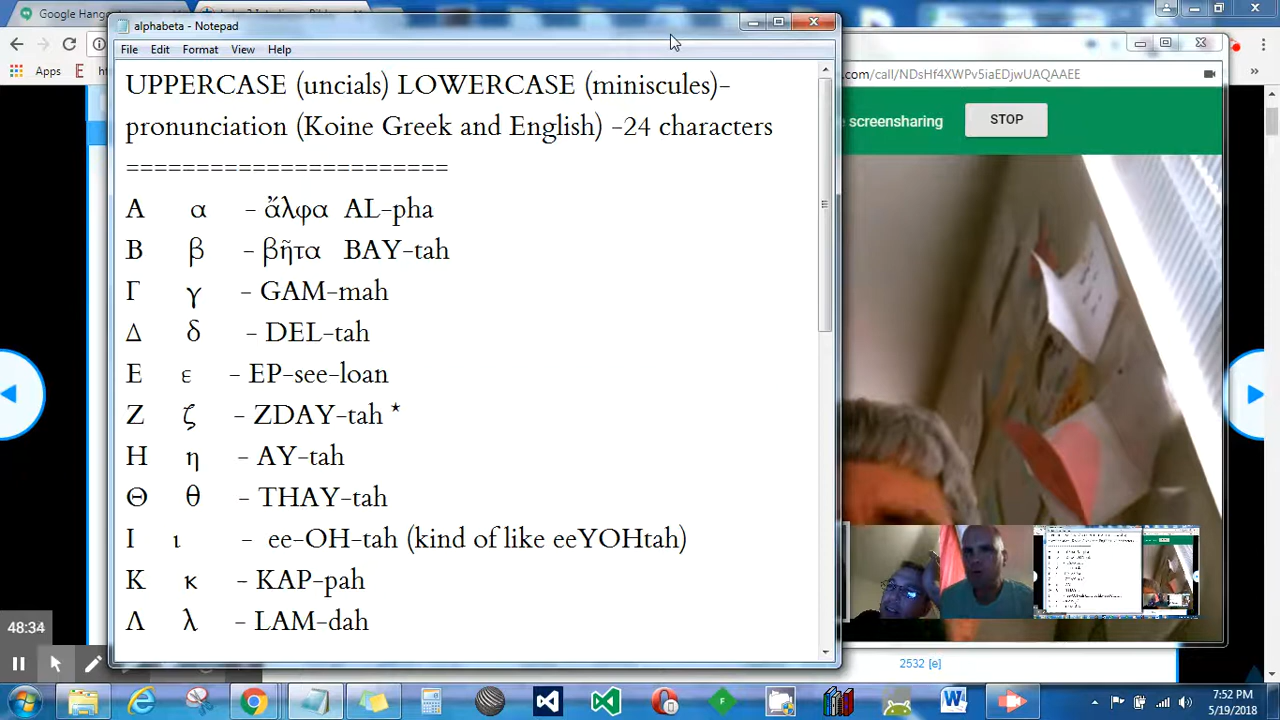 Google Hang
alphabeta - Notepad
Apps
File Edit Format View Help
UPPERCASE (uncials) LOWERCASE (miniscules)-
pronunciation (Koine Greek and English) -24 characters
=======================
Α α - ἄλφα AL-pha
Β β - βῆτα BAY-tah
Γ γ - GAM-mah
Δ δ - DEL-tah
Ε ε - EP-see-loan
Ζ ζ - ZDAY-tah *
Η η - AY-tah
Θ θ - THAY-tah
Ι ι - ee-OH-tah (kind of like eeYOHtah)
Κ κ - KAP-pah
Λ λ - LAM-dah
.com/call/NDsHf4XWPv5iaEDjwUAQAAEE
screensharing STOP
48:34
2532 [e]
7:52 PM
5/19/2018